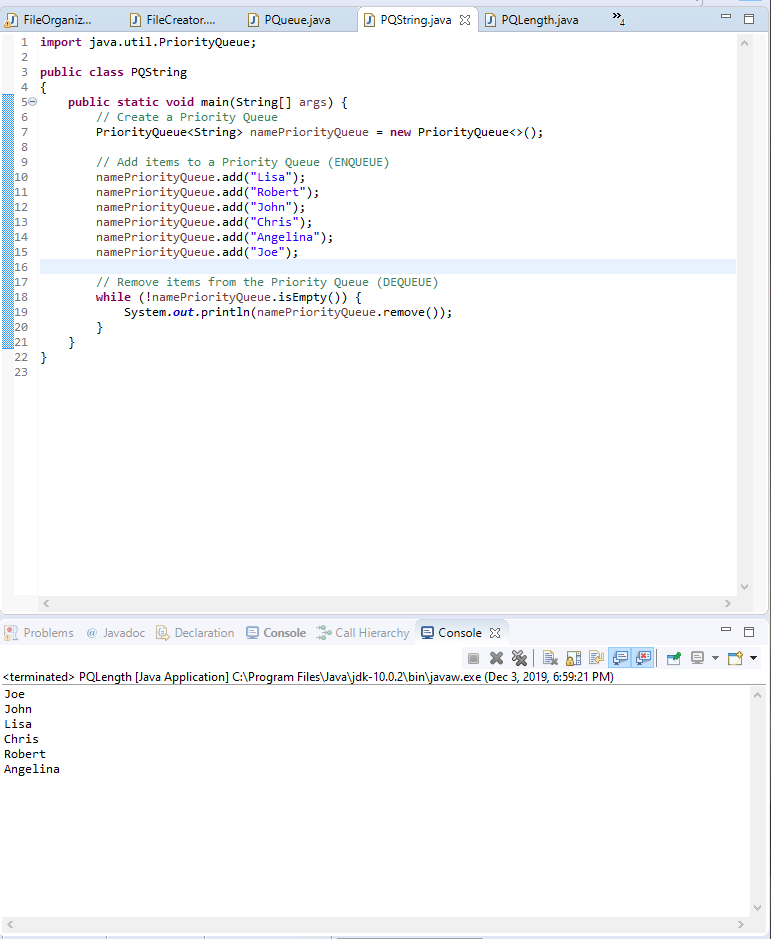 FileOrganiz... FileCreator.... PQueue.java PQString.java PQLength.java »4
1 import java.util.PriorityQueue;
2
3 public class PQString
4 {
5 public static void main(String[] args) {
6 // Create a Priority Queue
7 PriorityQueue<String> namePriorityQueue = new PriorityQueue<>();
8
9 // Add items to a Priority Queue (ENQUEUE)
10 namePriorityQueue.add("Lisa");
11 namePriorityQueue.add("Robert");
12 namePriorityQueue.add("John");
13 namePriorityQueue.add("Chris");
14 namePriorityQueue.add("Angelina");
15 namePriorityQueue.add("Joe");
16
17 // Remove items from the Priority Queue (DEQUEUE)
18 while (!namePriorityQueue.isEmpty()) {
19 System.out.println(namePriorityQueue.remove());
20 }
21 }
22 }
23
Problems @ Javadoc Declaration Console Call Hierarchy Console
<terminated> PQLength [Java Application] C:\Program Files\Java\jdk-10.0.2\bin\javaw.exe (Dec 3, 2019, 6:59:21 PM)
Joe
John
Lisa
Chris
Robert
Angelina